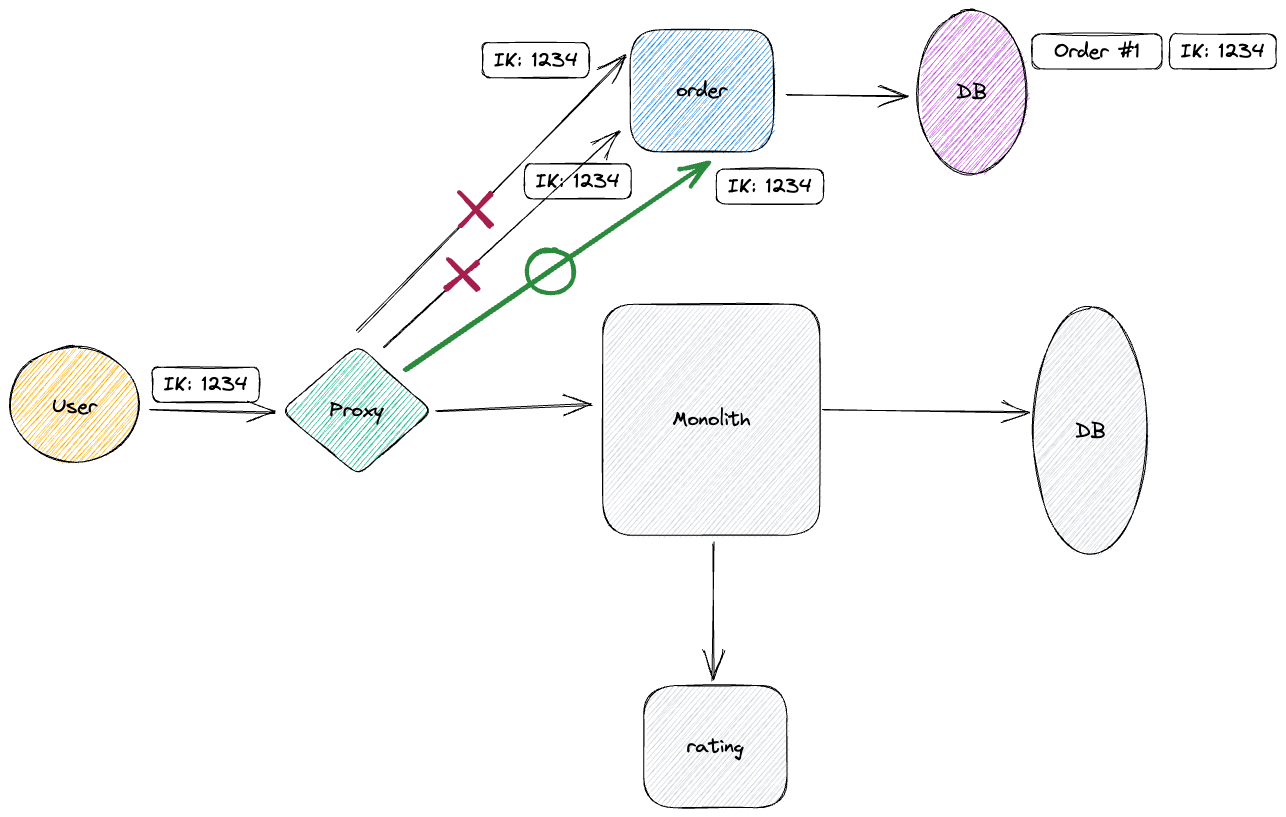 IK: 1234
order
DB
Order #1
IK: 1234
IK: 1234
IK: 1234
User
IK: 1234
Proxy
Monolith
DB
rating